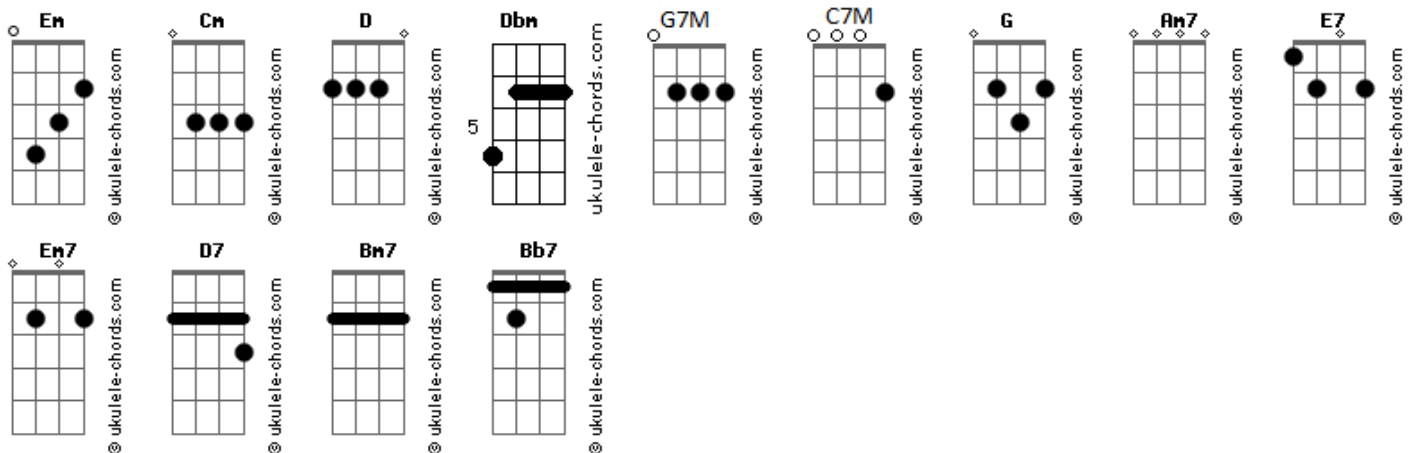 Em Cm D Dbm G7M C7M G Am7 E7
© ukulele-chords.com © ukulele-chords.com © ukulele-chords.com ukulele-chords.com © ukulele-chords.com © ukulele-chords.com © ukulele-chords.com © ukulele-chords.com © ukulele-chords.com
5
Em7 D7 Bm7 Bb7
© ukulele-chords.com © ukulele-chords.com © ukulele-chords.com © ukulele-chords.com